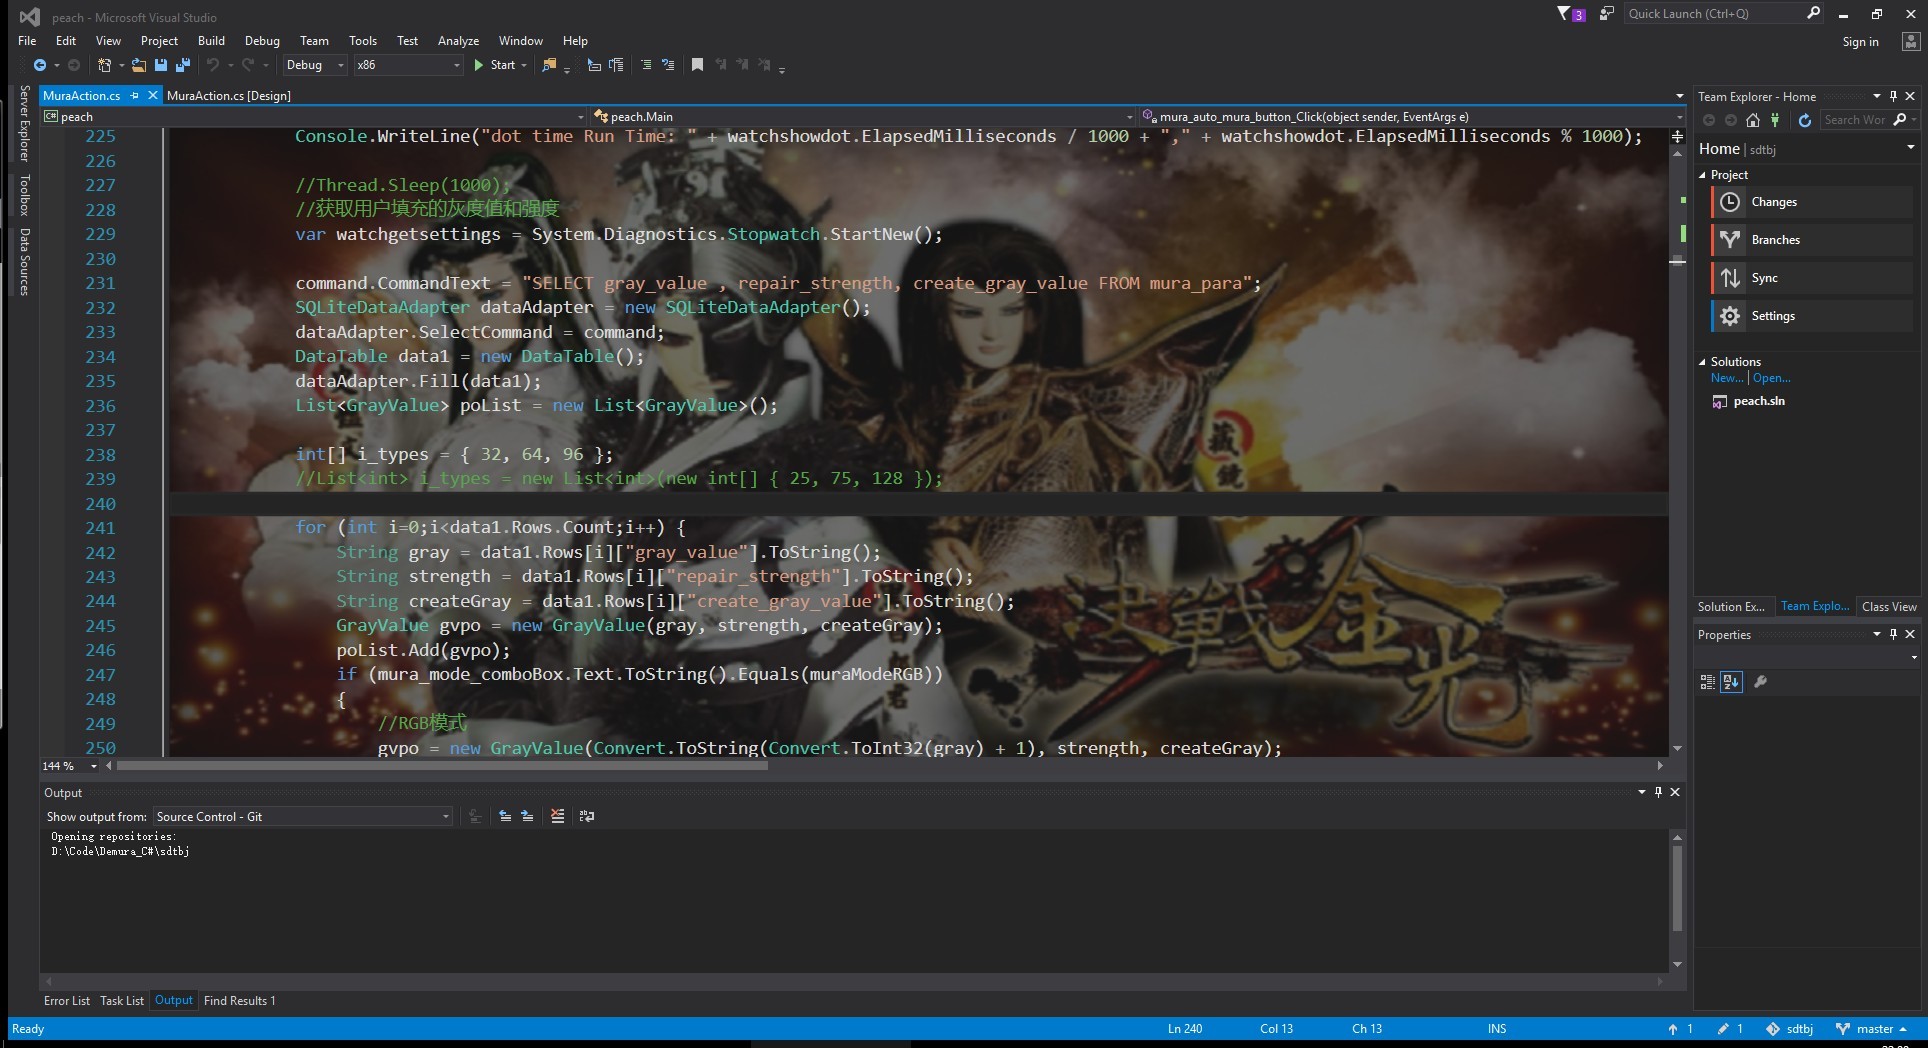 peach - Microsoft Visual Studio
3
Quick Launch (Ctrl+Q)
File Edit View Project Build Debug Team Tools Test Analyze Window Help
Sign in
Debug x86 Start
Server Explorer
Toolbox
Data Sources
MuraAction.cs MuraAction.cs [Design]
peach peach.Main mura_auto_mura_button_Click(object sender, EventArgs e)
225 Console.WriteLine("dot time Run Time: " + watchshowdot.ElapsedMilliseconds / 1000 + "," + watchshowdot.ElapsedMilliseconds % 1000);
226
227 //Thread.Sleep(1000);
228 //获取用户填充的灰度值和强度
229 var watchgetsettings = System.Diagnostics.Stopwatch.StartNew();
230
231 command.CommandText = "SELECT gray_value , repair_strength, create_gray_value FROM mura_para";
232 SQLiteDataAdapter dataAdapter = new SQLiteDataAdapter();
233 dataAdapter.SelectCommand = command;
234 DataTable data1 = new DataTable();
235 dataAdapter.Fill(data1);
236 List<GrayValue> poList = new List<GrayValue>();
237
238 int[] i_types = { 32, 64, 96 };
239 //List<int> i_types = new List<int>(new int[] { 25, 75, 128 });
240
241 for (int i=0;i<data1.Rows.Count;i++) {
242 String gray = data1.Rows[i]["gray_value"].ToString();
243 String strength = data1.Rows[i]["repair_strength"].ToString();
244 String createGray = data1.Rows[i]["create_gray_value"].ToString();
245 GrayValue gvpo = new GrayValue(gray, strength, createGray);
246 poList.Add(gvpo);
247 if (mura_mode_comboBox.Text.ToString().Equals(muraModeRGB))
248 {
249 //RGB模式
250 gvpo = new GrayValue(Convert.ToString(Convert.ToInt32(gray) + 1), strength, createGray);
藏鏡
決戰金光
君
144 %
Output
Show output from: Source Control - Git
Opening repositories:
D:\Code\Demura_C#\sdtbj
Error List Task List Output Find Results 1
Team Explorer - Home
Search Wor
Home | sdtbj
Project
Changes
Branches
Sync
Settings
Solutions
New... | Open...
peach.sln
Solution Ex... Team Explo... Class View
Properties
Ready Ln 240 Col 13 Ch 13 INS 1 1 sdtbj master